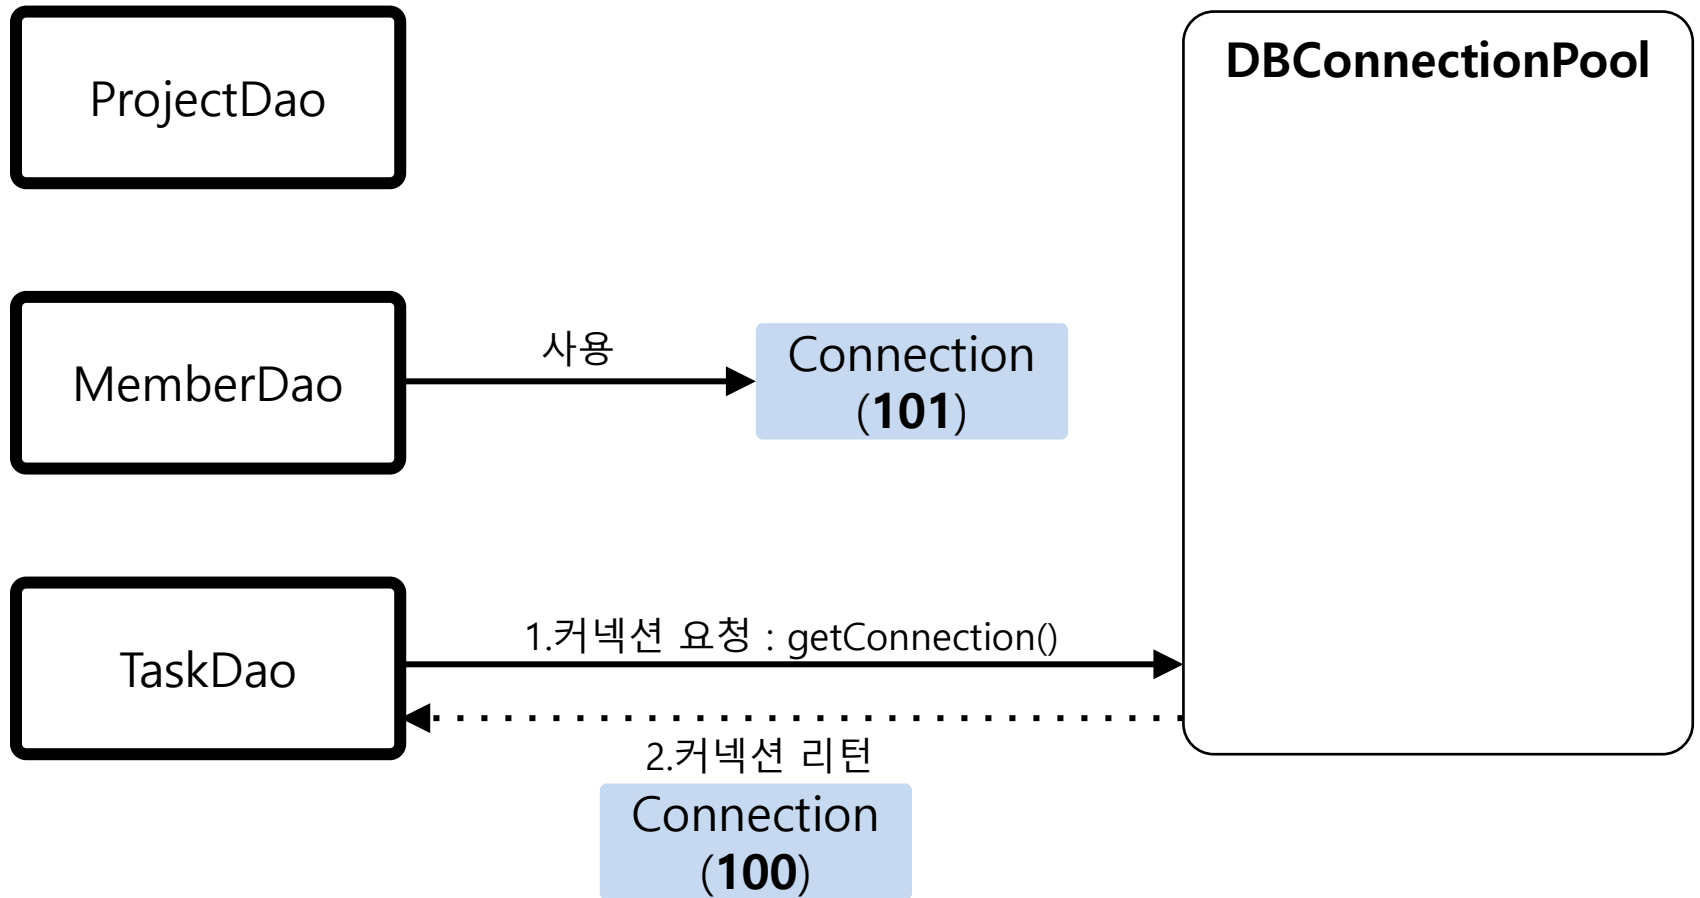 ProjectDao
DBConnectionPool
MemberDao
사용
Connection
(101)
TaskDao
1.커넥션 요청 : getConnection()
2.커넥션 리턴
Connection
(100)